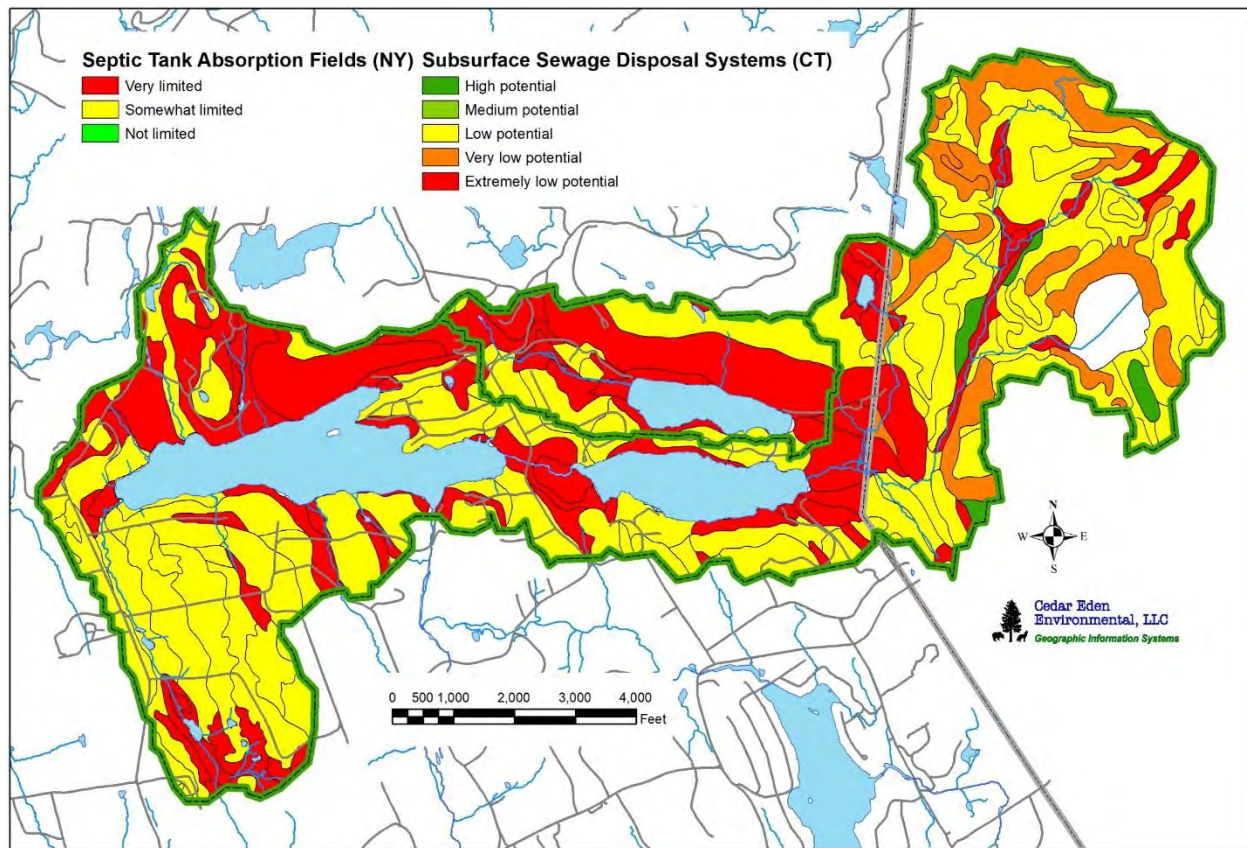 Septic Tank Absorption Fields (NY)
Very limited
Somewhat limited
Not limited
Subsurface Sewage Disposal Systems (CT)
High potential
Medium potential
Low potential
Very low potential
Extremely low potential
N
W E
S
Cedar Eden
Environmental, LLC
Geographic Information Systems
0 500 1,000 2,000 3,000 4,000
Feet